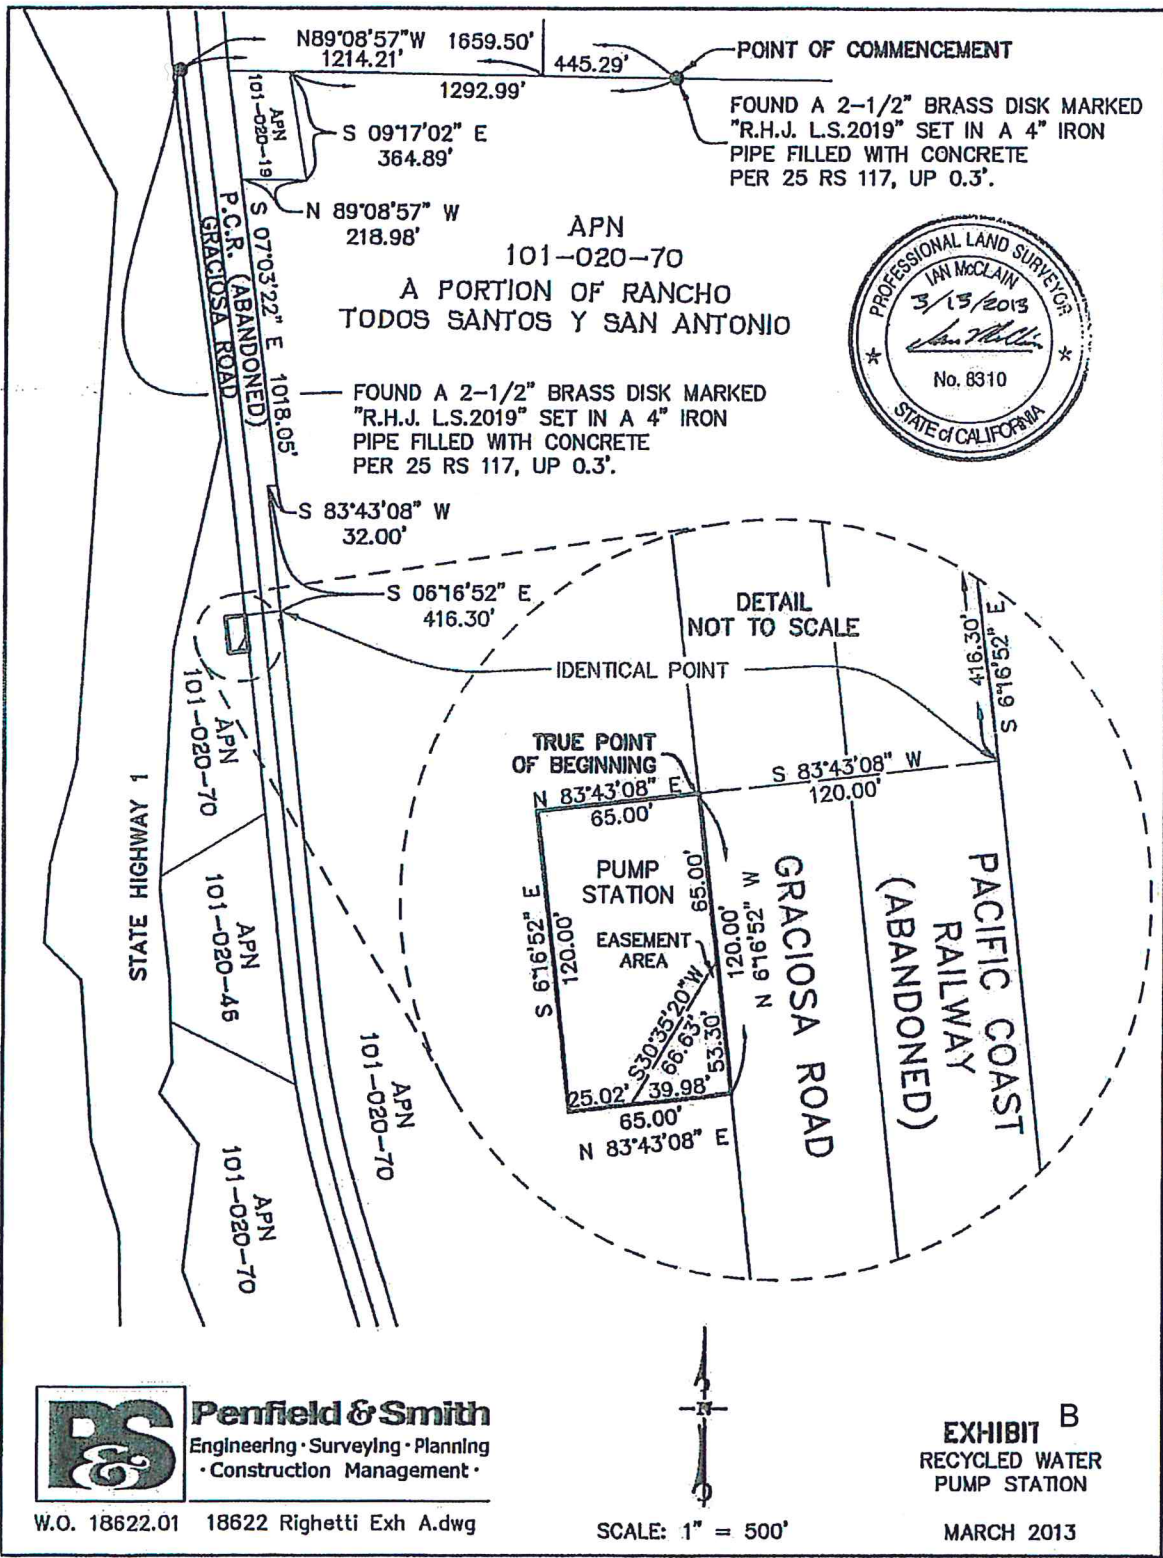 N89°08'57"W 1659.50'
1214.21'
445.29'
1292.99'
POINT OF COMMENCEMENT
FOUND A 2-1/2" BRASS DISK MARKED
"R.H.J. L.S.2019" SET IN A 4" IRON
PIPE FILLED WITH CONCRETE
PER 25 RS 117, UP 0.3'.
APN
101-020-19
S 09°17'02" E
364.89'
N 89°08'57" W
218.98'
APN
101-020-70
A PORTION OF RANCHO
TODOS SANTOS Y SAN ANTONIO
PROFESSIONAL LAND SURVEYOR
IAN McCLAIN
3/13/2013
No. 8310
STATE of CALIFORNIA
S 07°03'22" E 1018.05'
P.C.R. (ABANDONED)
GRACIOSA ROAD
FOUND A 2-1/2" BRASS DISK MARKED
"R.H.J. L.S.2019" SET IN A 4" IRON
PIPE FILLED WITH CONCRETE
PER 25 RS 117, UP 0.3'.
S 83°43'08" W
32.00'
S 06°16'52" E
416.30'
IDENTICAL POINT
DETAIL
NOT TO SCALE
416.30'
S 6°16'52" E
TRUE POINT
OF BEGINNING
S 83°43'08" W
120.00'
N 83°43'08" E
65.00'
PUMP
STATION
65.00'
EASEMENT
AREA
120.00'
N 6°16'52" W
S 6°16'52" E
120.00'
S30°35'20"W
66.63'
53.30'
25.02'
39.98'
65.00'
N 83°43'08" E
GRACIOSA ROAD
PACIFIC COAST
RAILWAY
(ABANDONED)
STATE HIGHWAY 1
APN
101-020-70
APN
101-020-46
APN
101-020-70
APN
101-020-70
P&S
Penfield & Smith
Engineering · Surveying · Planning
· Construction Management ·
W.O. 18622.01 18622 Righetti Exh A.dwg
N
SCALE: 1" = 500'
EXHIBIT B
RECYCLED WATER
PUMP STATION
MARCH 2013